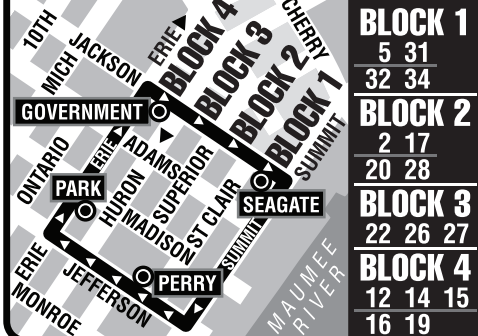 10TH
MICH
JACKSON
ERIE
BLOCK 4
BLOCK 3
BLOCK 2
BLOCK 1
CHERRY
SUMMIT
GOVERNMENT
ERIE
ADAMS
SUPERIOR
ST CLAIR
SEAGATE
ONTARIO
PARK
HURON
MADISON
SUMMIT
ERIE
JEFFERSON
PERRY
MONROE
MAUMEE
RIVER
BLOCK 1
5 31
32 34
BLOCK 2
2 17
20 28
BLOCK 3
22 26 27
BLOCK 4
12 14 15
16 19